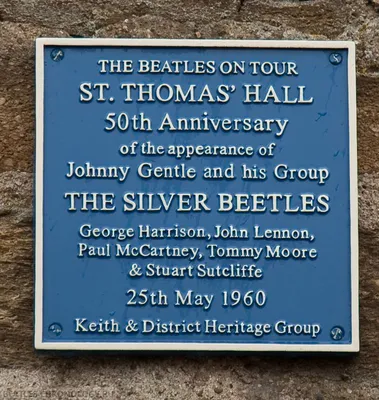 THE BEATLES ON TOUR
ST. THOMAS' HALL
50th Anniversary
of the appearance of
Johnny Gentle and his Group
THE SILVER BEETLES
George Harrison, John Lennon,
Paul McCartney, Tommy Moore
& Stuart Sutcliffe
25th May 1960
Keith & District Heritage Group